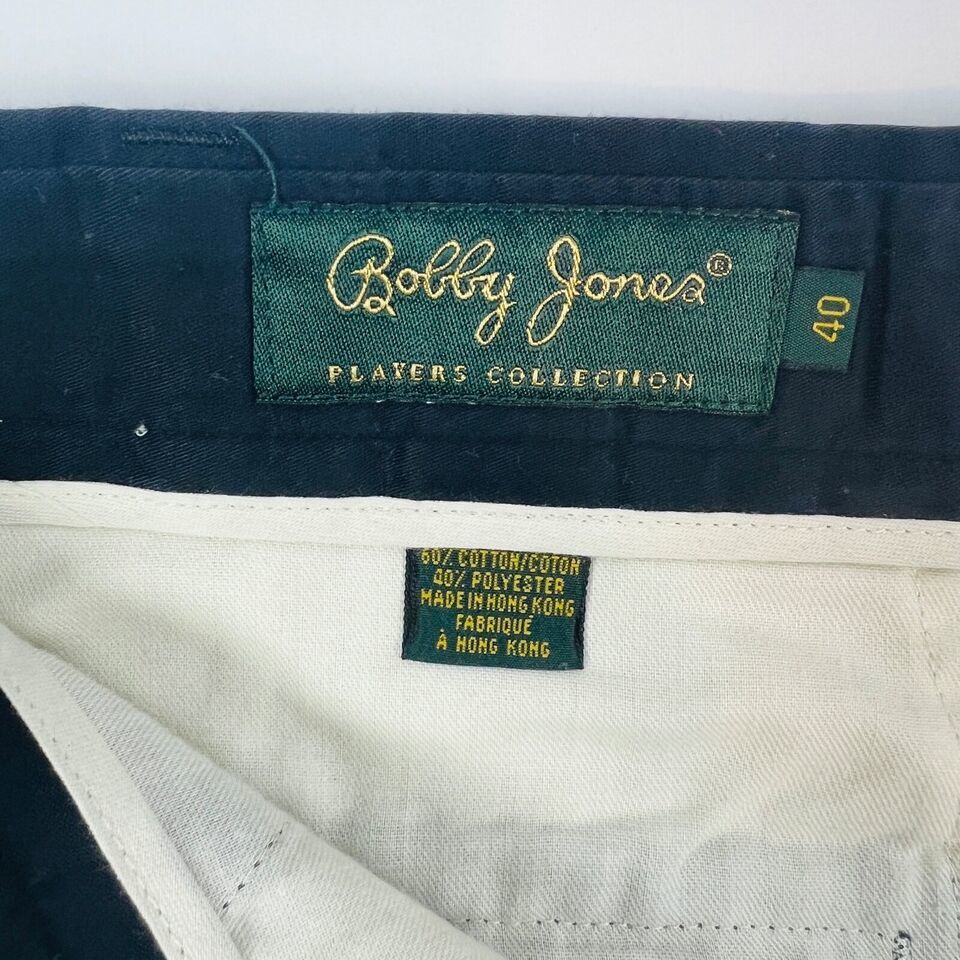 Bobby Jones®
PLAYERS COLLECTION
40
60% COTTON/COTON
40% POLYESTER
MADE IN HONG KONG
FABRIQUÉ
À HONG KONG